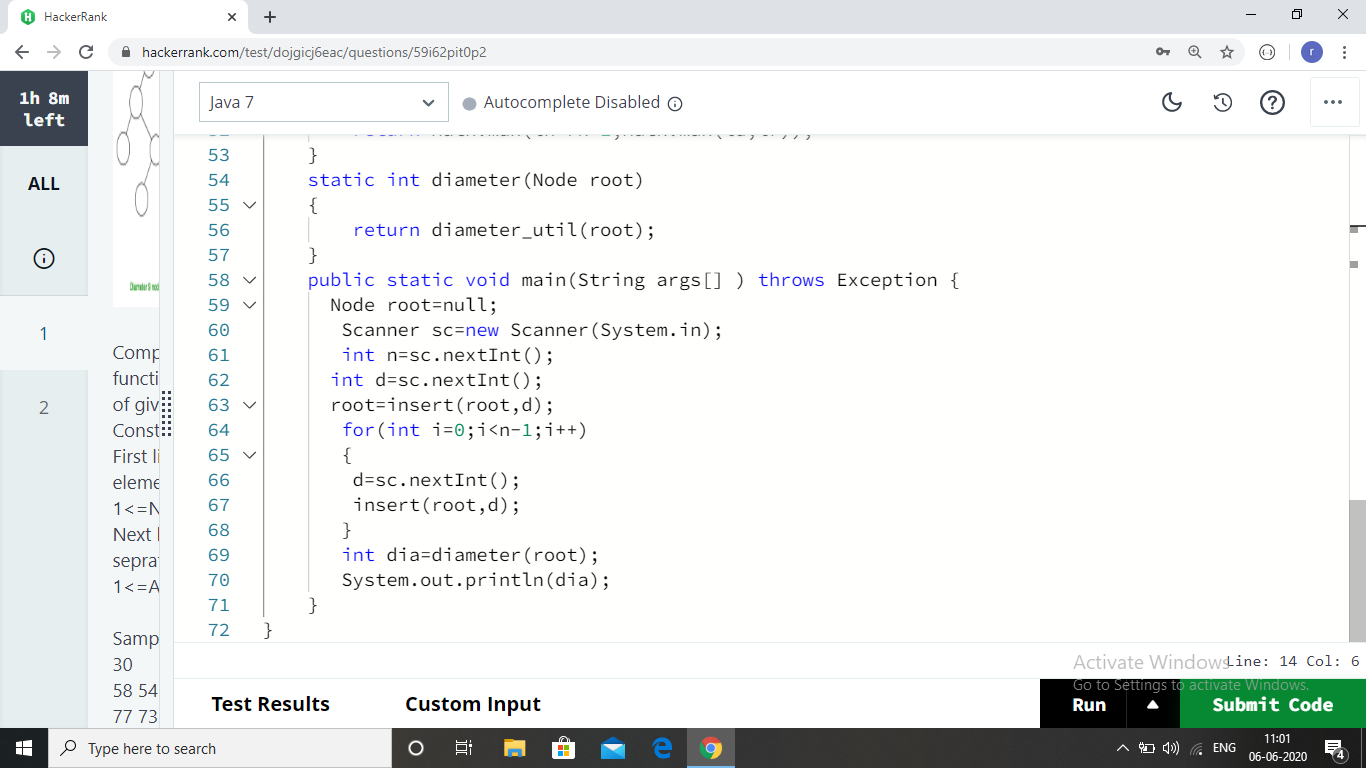 HackerRank
hackerrank.com/test/dojgicj6eac/questions/59i62pit0p2
r
1h 8m
left
ALL
1
2
Java 7
Autocomplete Disabled
53 }
54 static int diameter(Node root)
55 {
56 return diameter_util(root);
57 }
58 public static void main(String args[] ) throws Exception {
59 Node root=null;
60 Scanner sc=new Scanner(System.in);
61 int n=sc.nextInt();
62 int d=sc.nextInt();
63 root=insert(root,d);
64 for(int i=0;i<n-1;i++)
65 {
66 d=sc.nextInt();
67 insert(root,d);
68 }
69 int dia=diameter(root);
70 System.out.println(dia);
71 }
72 }
Comp
functi
of giv
Const
First li
eleme
1<=N
Next
sepra
1<=A
Samp
30
58 54
77 73
Activate Windows
Go to Settings to activate Windows.
Line: 14 Col: 6
Test Results
Custom Input
Run
Submit Code
Type here to search
ENG
11:01
06-06-2020
4